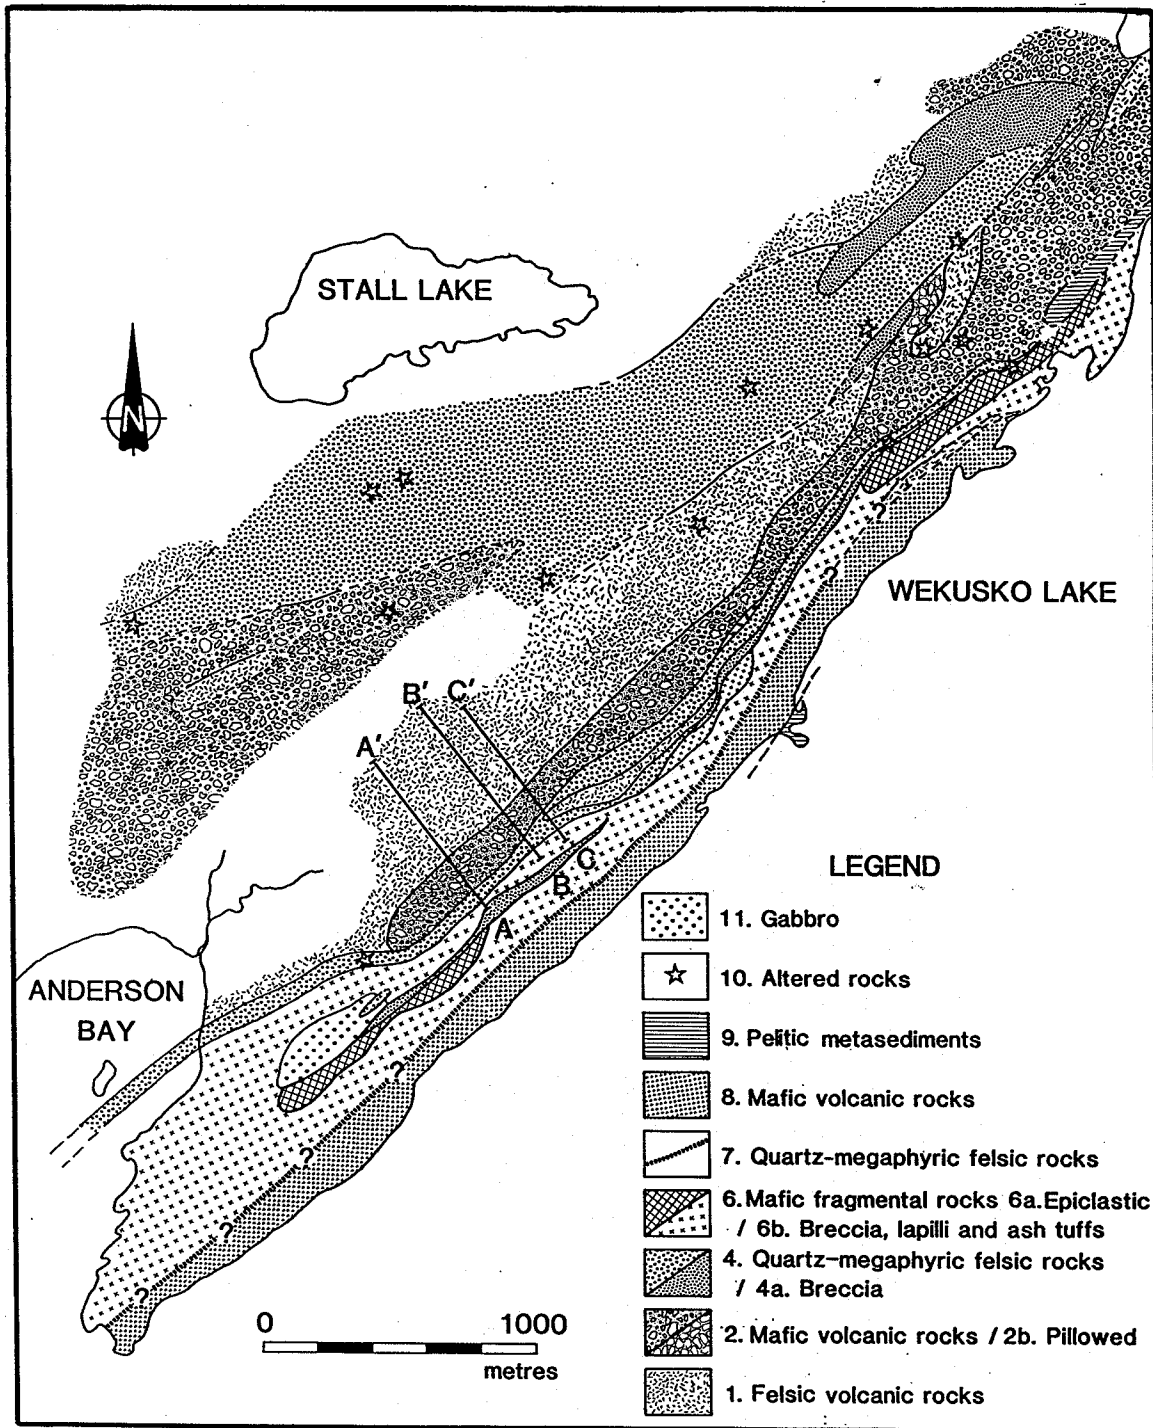 STALL LAKE
N
?
?
WEKUSKO LAKE
B' C'
A'
C
B
A
LEGEND
11. Gabbro
ANDERSON
BAY
10. Altered rocks
9. Pelitic metasediments
?
8. Mafic volcanic rocks
?
7. Quartz-megaphyric felsic rocks
6. Mafic fragmental rocks 6a. Epiclastic
/ 6b. Breccia, lapilli and ash tuffs
?
4. Quartz-megaphyric felsic rocks
/ 4a. Breccia
?
0 1000
metres
2. Mafic volcanic rocks / 2b. Pillowed
1. Felsic volcanic rocks